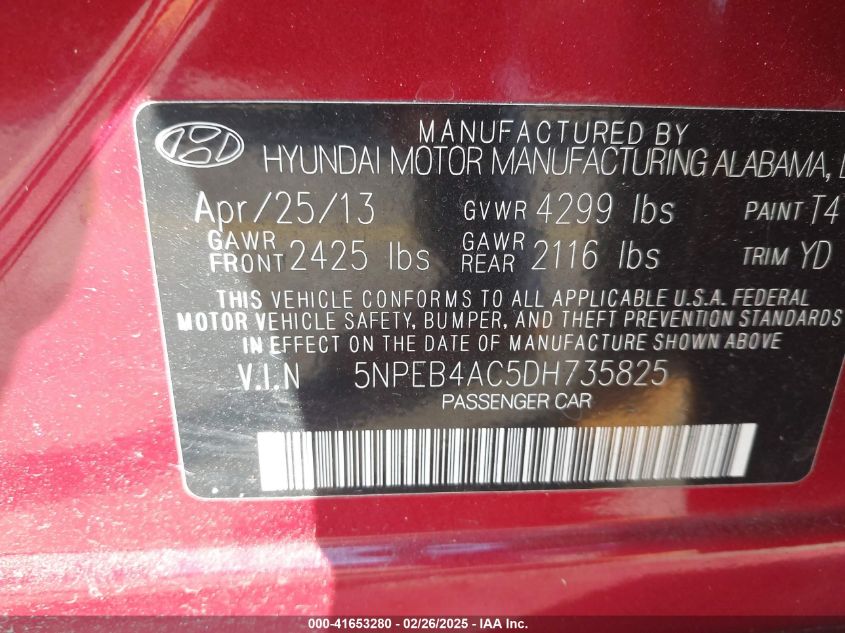 MANUFACTURED BY
HYUNDAI MOTOR MANUFACTURING ALABAMA,
Apr/25/13 GVWR 4299 lbs PAINT T4
GAWR FRONT 2425 lbs GAWR REAR 2116 lbs TRIM YD
THIS VEHICLE CONFORMS TO ALL APPLICABLE U.S.A. FEDERAL
MOTOR VEHICLE SAFETY, BUMPER, AND THEFT PREVENTION STANDARDS
IN EFFECT ON THE DATE OF MANUFACTURE SHOWN ABOVE
V.I.N 5NPEB4AC5DH735825
PASSENGER CAR
000-41653280 - 02/26/2025 - IAA Inc.